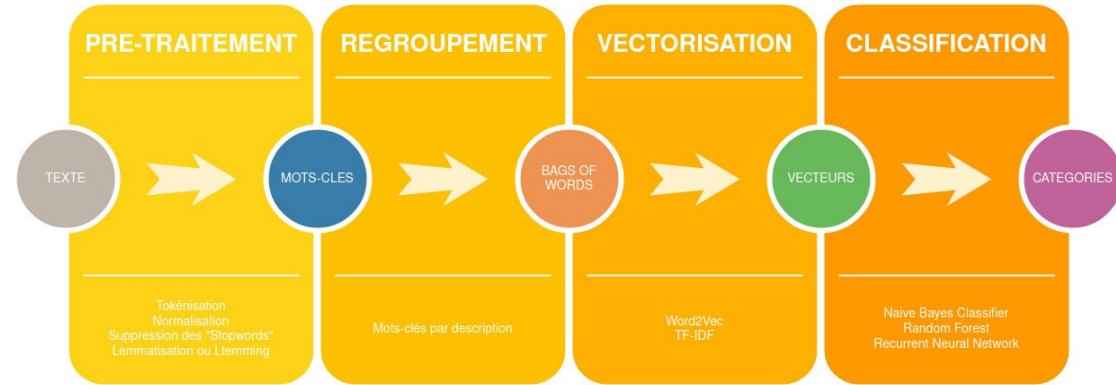 PRE-TRAITEMENT
REGROUPEMENT
VECTORISATION
CLASSIFICATION
TEXTE
MOTS-CLES
BAGS OF
WORDS
VECTEURS
CATEGORIES
Tokénisation
Normalisation
Suppression des "Stopwords"
Lemmatisation ou Ltemming
Mots-clés par description
Word2Vec
TF-IDF
Naive Bayes Classifier
Random Forest
Recurrent Neural Network